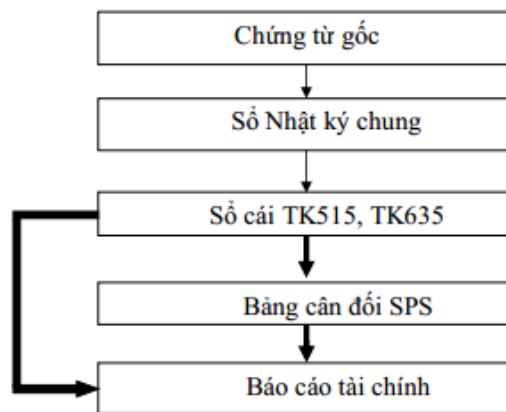 Chứng từ gốc
Sổ Nhật ký chung
Sổ cái TK515, TK635
Bảng cân đối SPS
Báo cáo tài chính